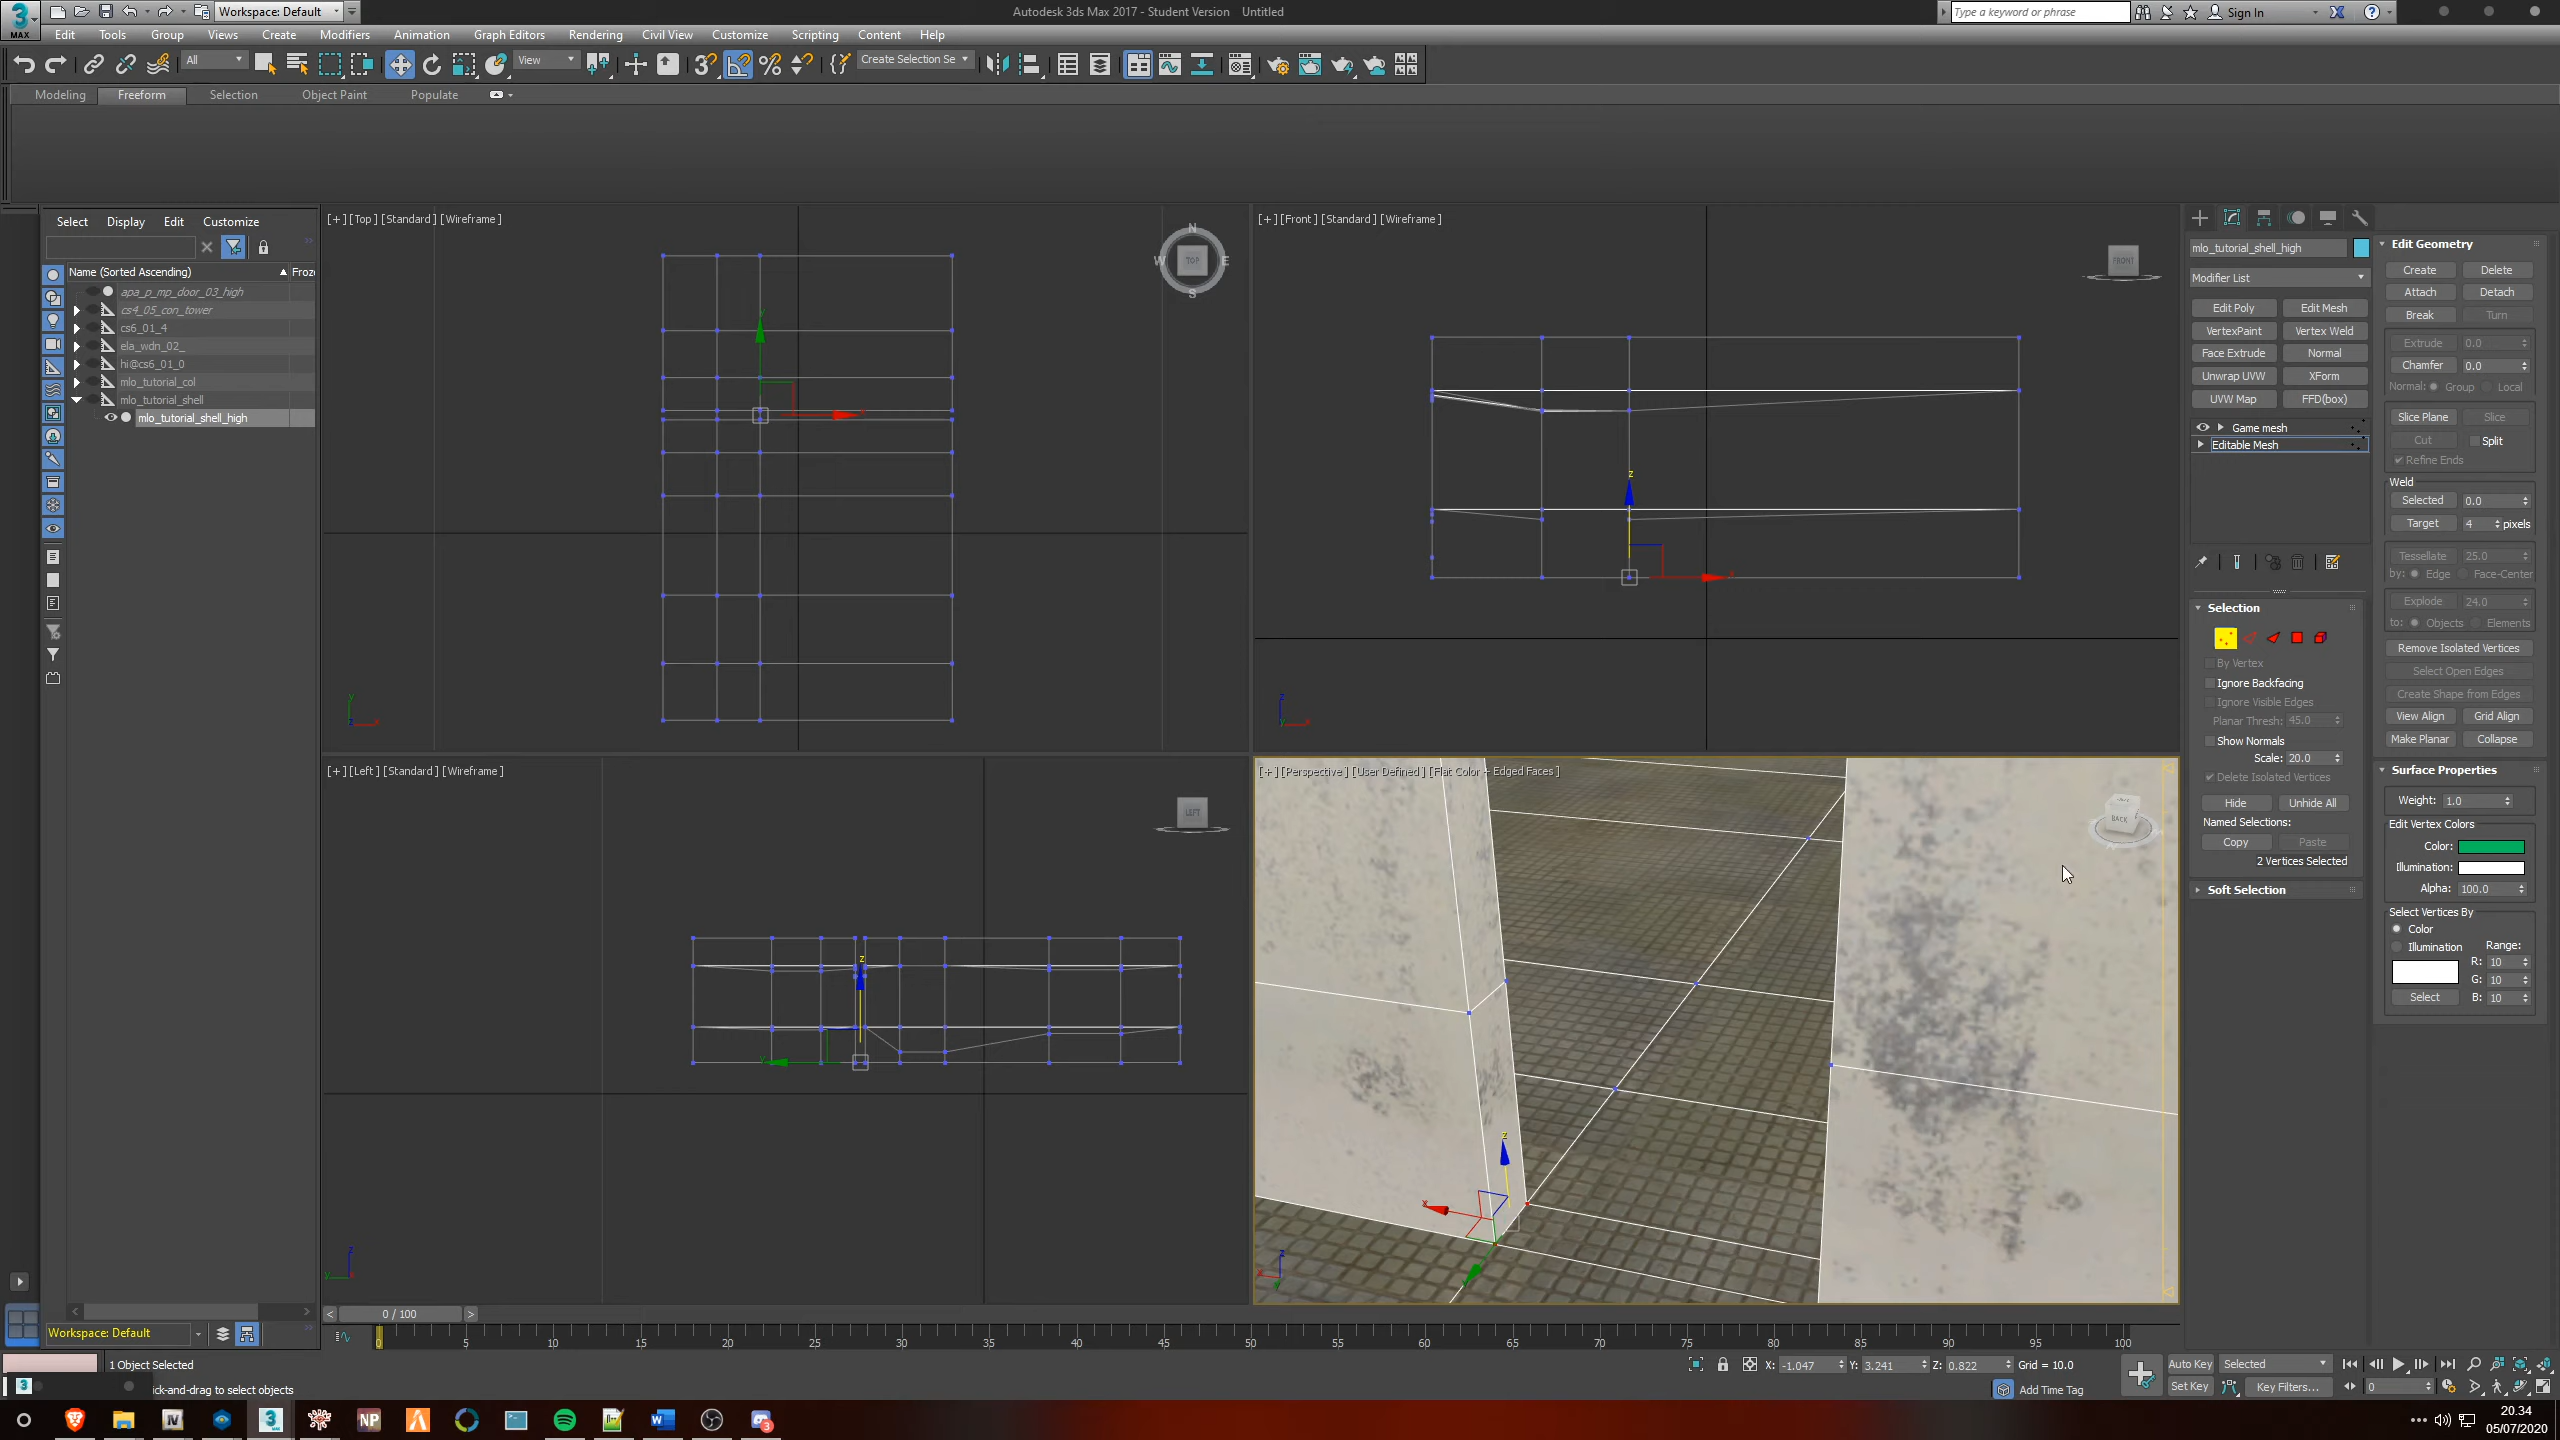 Workspace: Default
Autodesk 3ds Max 2017 - Student Version Untitled
Type a keyword or phrase
Sign In
MAX
Edit Tools Group Views Create Modifiers Animation Graph Editors Rendering Civil View Customize Scripting Content Help
All
View
Create Selection Se
Modeling Freeform Selection Object Paint Populate
Select Display Edit Customize
Name (Sorted Ascending) Froze
apa_p_mp_door_03_high
cs4_05_con_tower
cs6_01_4
ela_wdn_02_
hi@cs6_01_0
mlo_tutorial_col
mlo_tutorial_shell
mlo_tutorial_shell_high
[+] [Top] [Standard] [Wireframe]
N
W TOP E
S
[+] [Front] [Standard] [Wireframe]
FRONT
[+] [Left] [Standard] [Wireframe]
LEFT
[+] [Perspective] [User Defined] [Flat Color + Edged Faces]
BACK
mlo_tutorial_shell_high
Modifier List
Edit Poly Edit Mesh
VertexPaint Vertex Weld
Face Extrude Normal
Unwrap UVW XForm
UVW Map FFD(box)
Game mesh
Editable Mesh
Selection
By Vertex
Ignore Backfacing
Ignore Visible Edges
Planar Thresh: 45.0
Show Normals
Scale: 20.0
Delete Isolated Vertices
Hide Unhide All
Named Selections:
Copy Paste
2 Vertices Selected
Soft Selection
Edit Geometry
Create Delete
Attach Detach
Break Turn
Extrude 0.0
Chamfer 0.0
Normal: Group Local
Slice Plane Slice
Cut Split
Refine Ends
Weld
Selected 0.0
Target 4 pixels
Tessellate 25.0
by: Edge Face-Center
Explode 24.0
to: Objects Elements
Remove Isolated Vertices
Select Open Edges
Create Shape from Edges
View Align Grid Align
Make Planar Collapse
Surface Properties
Weight: 1.0
Edit Vertex Colors
Color:
Illumination:
Alpha: 100.0
Select Vertices By
Color
Illumination Range:
R: 10
G: 10
Select B: 10
< 0 / 100 >
0 5 10 15 20 25 30 35 40 45 50 55 60 65 70 75 80 85 90 95 100
Workspace: Default
1 Object Selected
ick-and-drag to select objects
X: -1.047 Y: 3.241 Z: 0.822 Grid = 10.0
Add Time Tag
Auto Key Selected
Set Key Key Filters... 0
20.34
05/07/2020